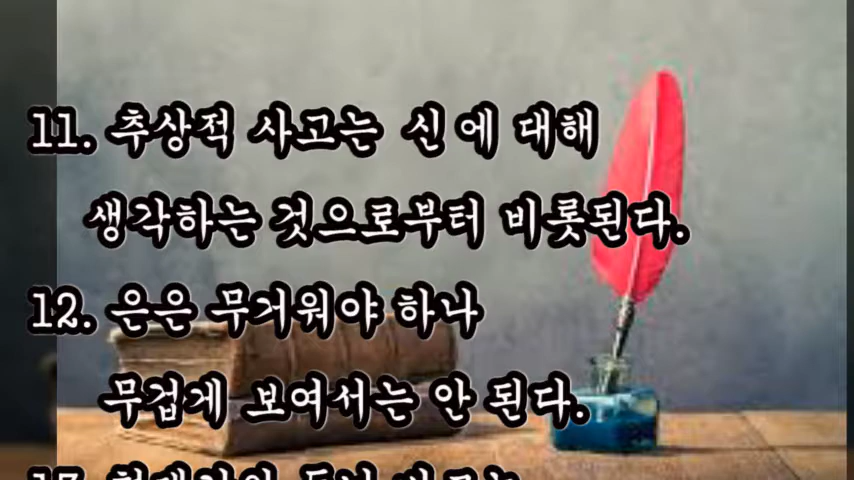 11. 추상적 사고는 신에 대해
생각하는 것으로부터 비롯된다.
12. 은은 무거워야 하나
무겁게 보여서는 안 된다.